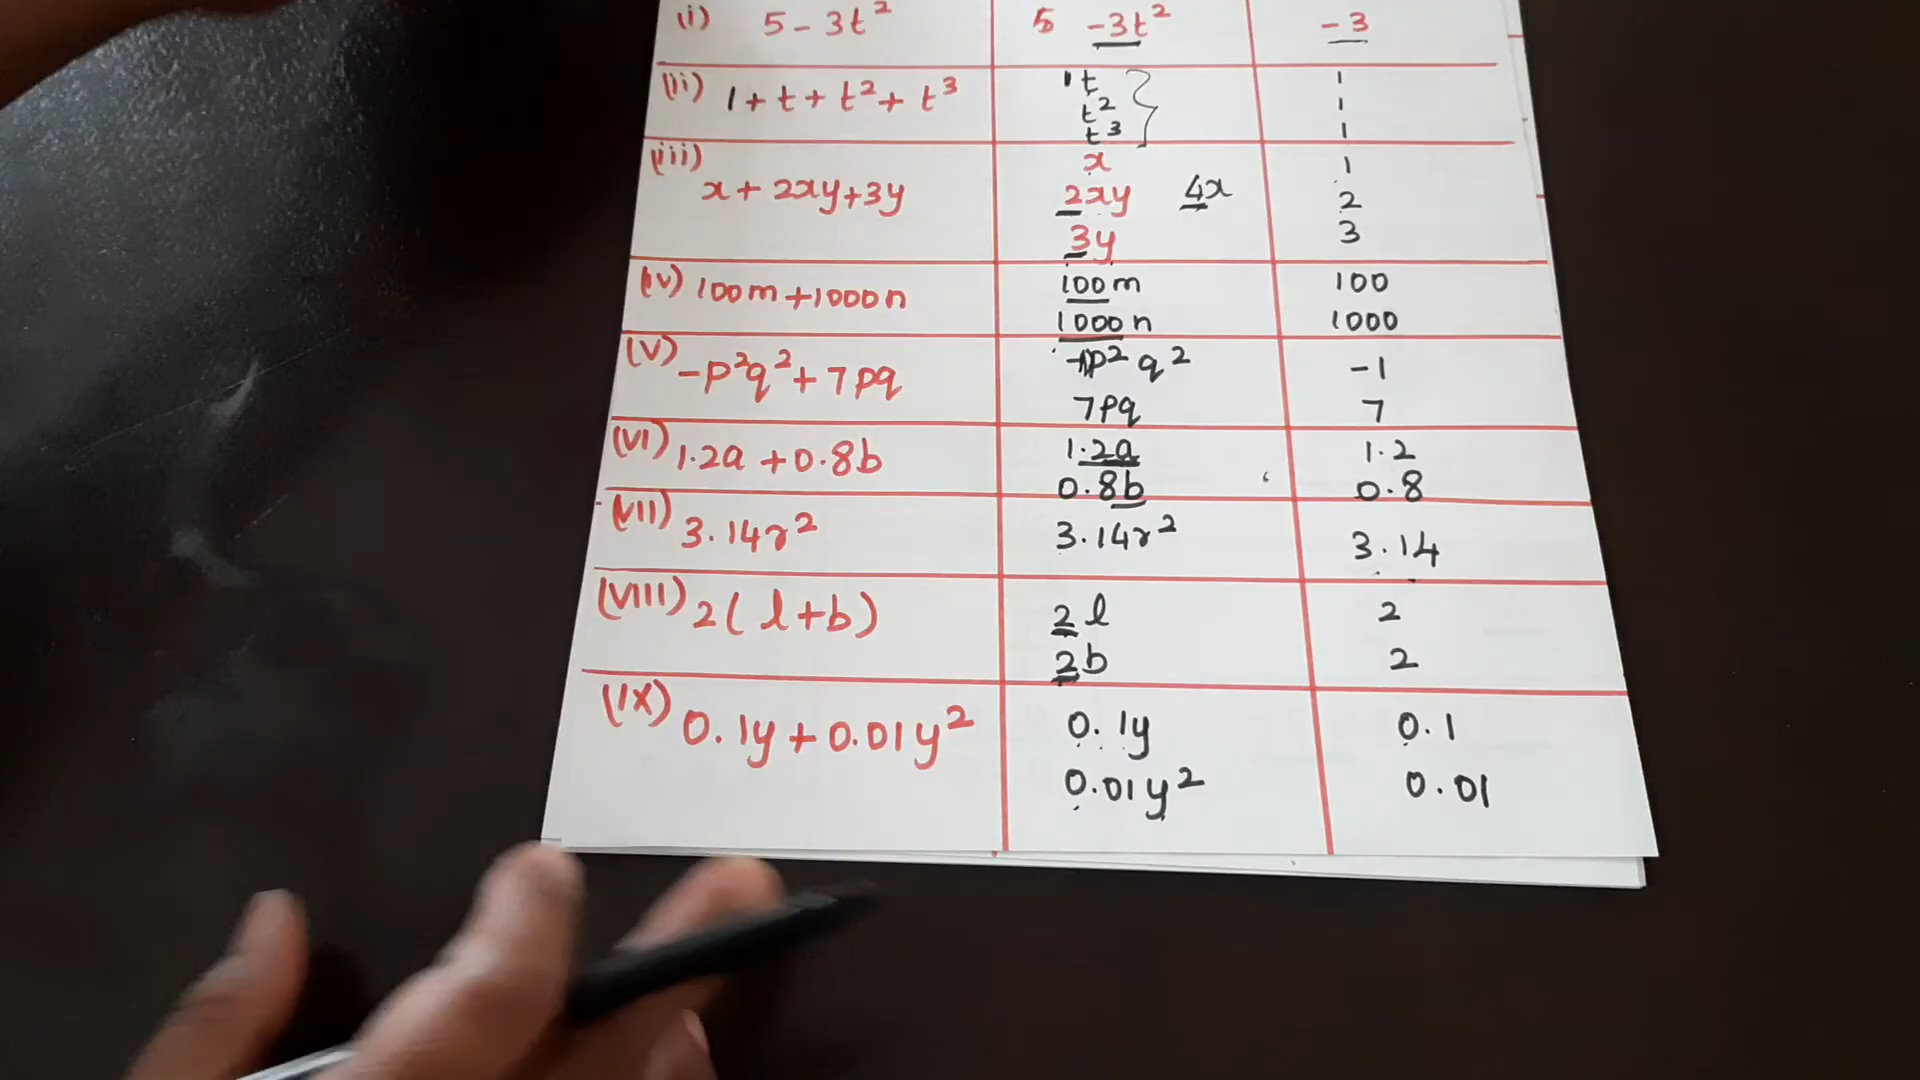 (i) 5 - 3t² 5 -3t² -3
(ii) 1 + t + t² + t³ 1t 1
t² 1
t³ 1
(iii) x 1
x + 2xy + 3y 2xy 4x 2
3y 3
(iv) 100m + 1000n 100m 100
1000n 1000
(v) -p²q² + 7pq -1p²q² -1
7pq 7
(VI) 1.2a + 0.8b 1.2a 1.2
0.8b 0.8
(VII) 3.14r² 3.14r² 3.14
(VIII) 2(l+b) 2l 2
2b 2
(IX) 0.1y + 0.01y² 0.1y 0.1
0.01y² 0.01